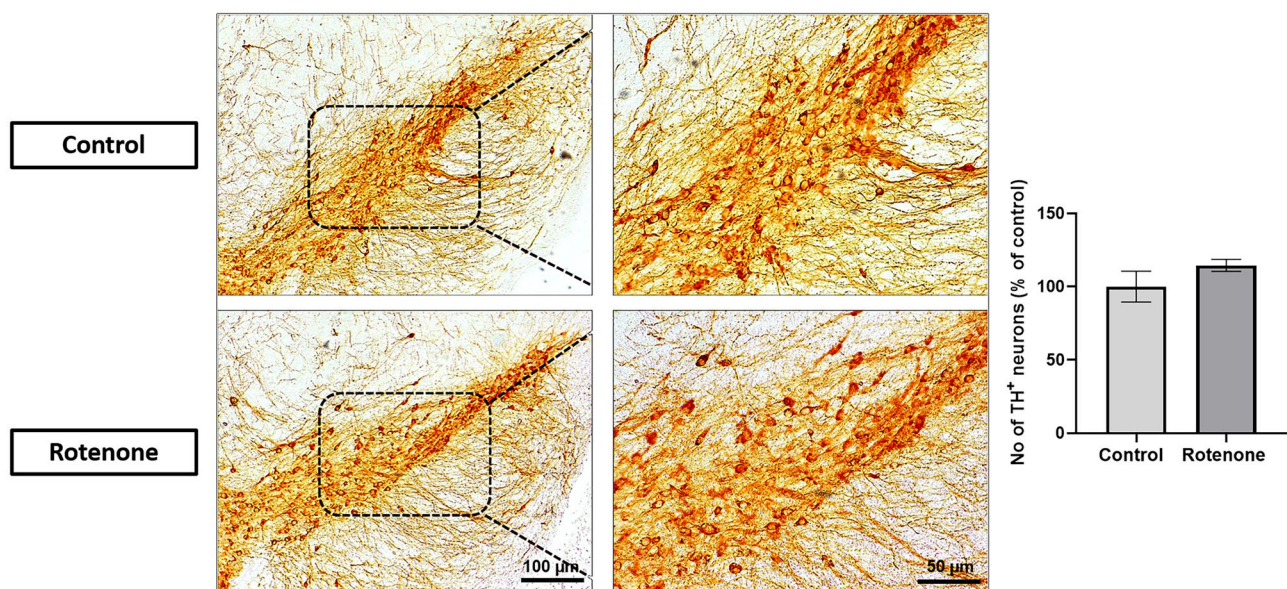 Control
Rotenone
100 µm
50 µm
No of TH⁺ neurons (% of control)
150
100
50
0
Control
Rotenone